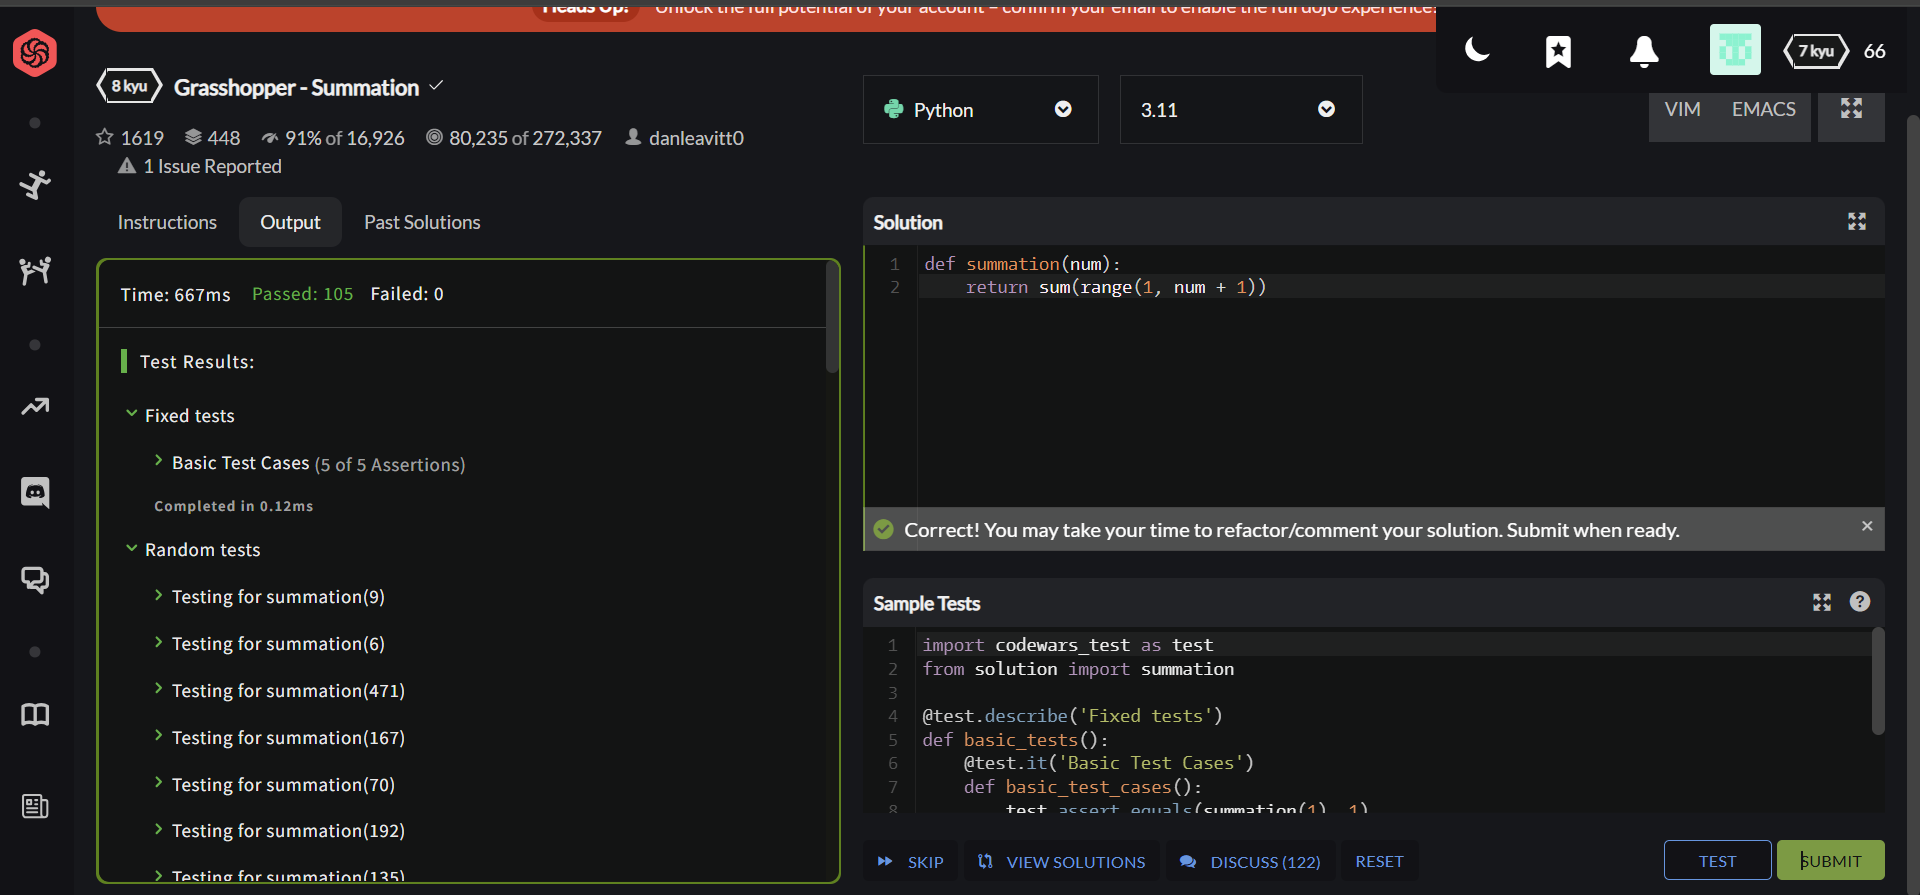 Heads Up! Unlock the full potential of your account – confirm your email to enable the full dojo experience!
7 kyu 66
8 kyu Grasshopper - Summation
1619 448 91% of 16,926 80,235 of 272,337 danleavitt0
1 Issue Reported
Python
3.11
VIM EMACS
Instructions Output Past Solutions
Time: 667ms Passed: 105 Failed: 0
Test Results:
Fixed tests
Basic Test Cases (5 of 5 Assertions)
Completed in 0.12ms
Random tests
Testing for summation(9)
Testing for summation(6)
Testing for summation(471)
Testing for summation(167)
Testing for summation(70)
Testing for summation(192)
Testing for summation(135)
Solution
1 def summation(num):
2     return sum(range(1, num + 1))
Correct! You may take your time to refactor/comment your solution. Submit when ready.
Sample Tests
1 import codewars_test as test
2 from solution import summation
3
4 @test.describe('Fixed tests')
5 def basic_tests():
6     @test.it('Basic Test Cases')
7     def basic_test_cases():
8         test.assert_equals(summation(1), 1)
SKIP VIEW SOLUTIONS DISCUSS (122) RESET TEST SUBMIT